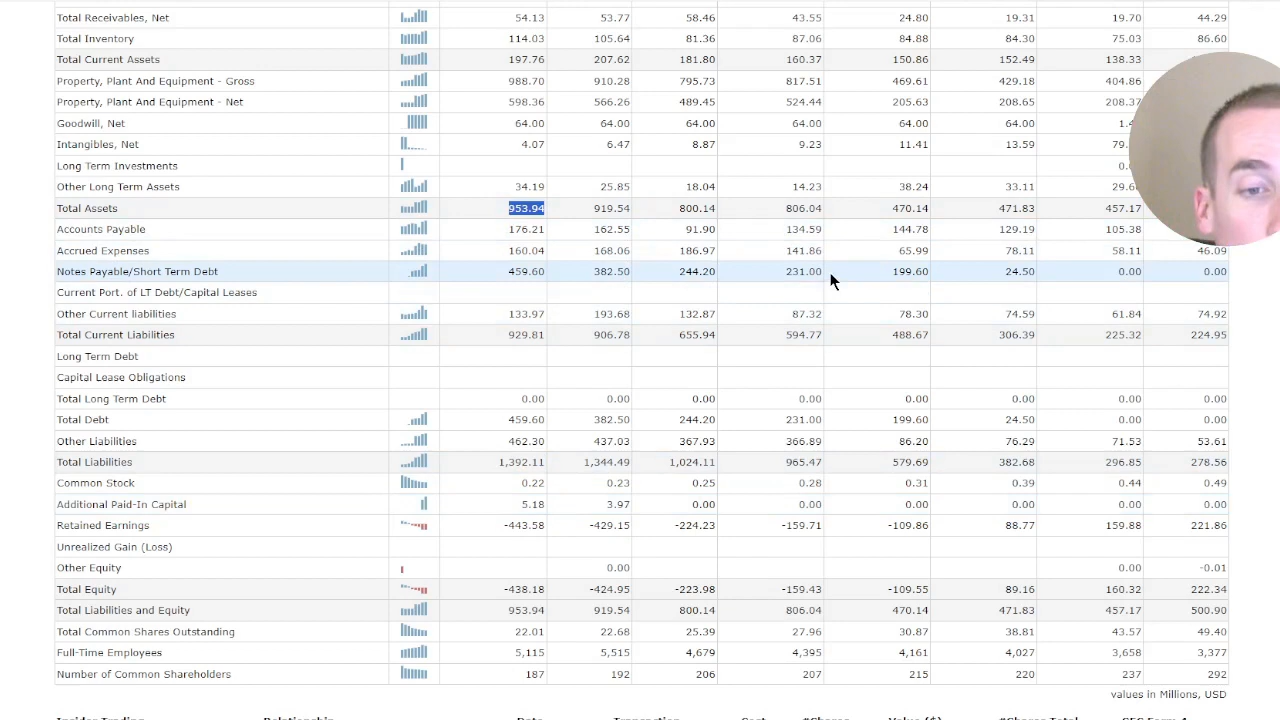 Total Receivables, Net 54.13 53.77 58.46 43.55 24.80 19.31 19.70 44.29
Total Inventory 114.03 105.64 81.36 87.06 84.88 84.30 75.03 86.60
Total Current Assets 197.76 207.62 181.80 160.37 150.86 152.49 138.33
Property, Plant And Equipment - Gross 988.70 910.28 795.73 817.51 469.61 429.18 404.86
Property, Plant And Equipment - Net 598.36 566.26 489.45 524.44 205.63 208.65 208.37
Goodwill, Net 64.00 64.00 64.00 64.00 64.00 64.00
Intangibles, Net 4.07 6.47 8.87 9.23 11.41 13.59
Long Term Investments
Other Long Term Assets 34.19 25.85 18.04 14.23 38.24 33.11
Total Assets 953.94 919.54 800.14 806.04 470.14 471.83 457.17
Accounts Payable 176.21 162.55 91.90 134.59 144.78 129.19 105.38
Accrued Expenses 160.04 168.06 186.97 141.86 65.99 78.11 58.11 46.09
Notes Payable/Short Term Debt 459.60 382.50 244.20 231.00 199.60 24.50 0.00 0.00
Current Port. LT Debt/Capital Leases
Other Current liabilities 133.97 193.68 132.87 87.32 78.30 74.59 61.84 74.92
Total Current Liabilities 929.81 906.78 655.94 594.77 488.67 306.39 225.32 224.95
Long Term Debt
Capital Lease Obligations
Total Long Term Debt 0.00 0.00 0.00 0.00 0.00 0.00 0.00 0.00
Total Debt 459.60 382.50 244.20 231.00 199.60 24.50 0.00 0.00
Other Liabilities 462.30 437.03 367.93 366.89 86.20 76.29 71.53 53.61
Total Liabilities 1,392.11 1,344.49 1,024.11 965.47 579.69 382.68 296.85 278.56
Common Stock 0.22 0.23 0.25 0.28 0.31 0.39 0.44 0.49
Additional Paid-In Capital 5.18 3.97 0.00 0.00 0.00 0.00 0.00 0.00
Retained Earnings -443.58 -429.15 -224.23 -159.71 -109.86 88.77 159.88 221.86
Unrealized Gain (Loss)
Other Equity 0.00 0.00 -0.01
Total Equity -438.18 -424.95 -223.98 -159.43 -109.55 89.16 160.32 222.34
Total Liabilities and Equity 953.94 919.54 800.14 806.04 470.14 471.83 457.17 500.90
Total Common Shares Outstanding 22.01 22.68 25.39 27.96 30.87 38.81 43.57 49.40
Full-Time Employees 5,115 5,515 4,679 4,395 4,161 4,027 3,658 3,377
Number of Common Shareholders 187 192 206 207 215 220 237 292
values in Millions, USD
Insider Trading Relationship Date Transaction Cost #Shares Value ($) #Shares Total SEC Form 4